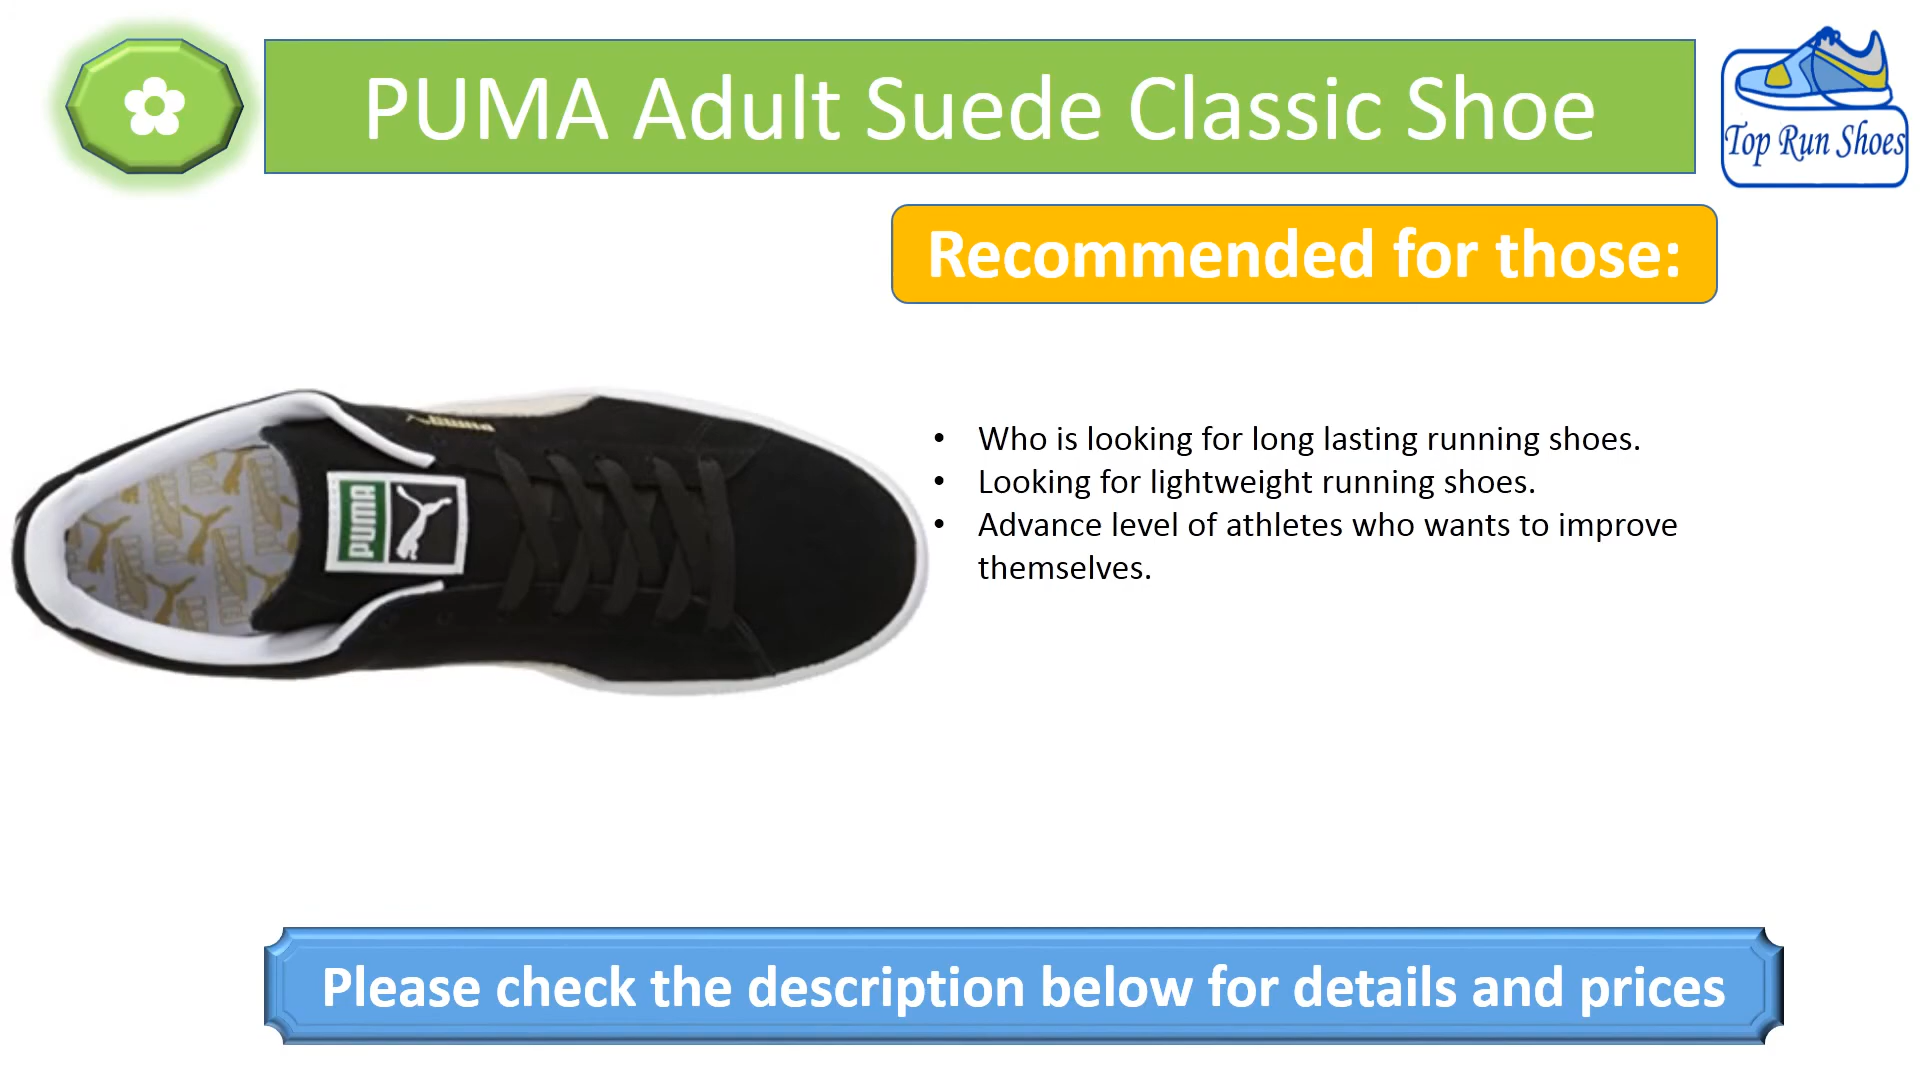 PUMA Adult Suede Classic Shoe
Top Run Shoes
Recommended for those:
• Who is looking for long lasting running shoes.
• Looking for lightweight running shoes.
• Advance level of athletes who wants to improve
themselves.
PUMA
Please check the description below for details and prices